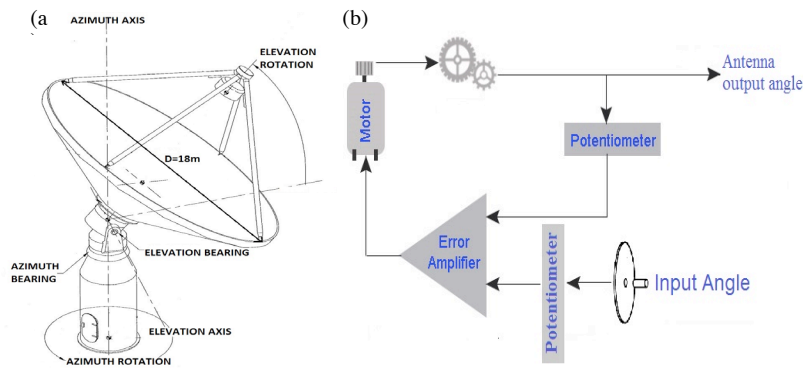 (a
AZIMUTH AXIS
ELEVATION
ROTATION
D=18m
ELEVATION BEARING
AZIMUTH
BEARING
ELEVATION AXIS
AZIMUTH ROTATION
(b)
Motor
Antenna
output angle
Potentiometer
Error
Amplifier
Potentiometer
Input Angle